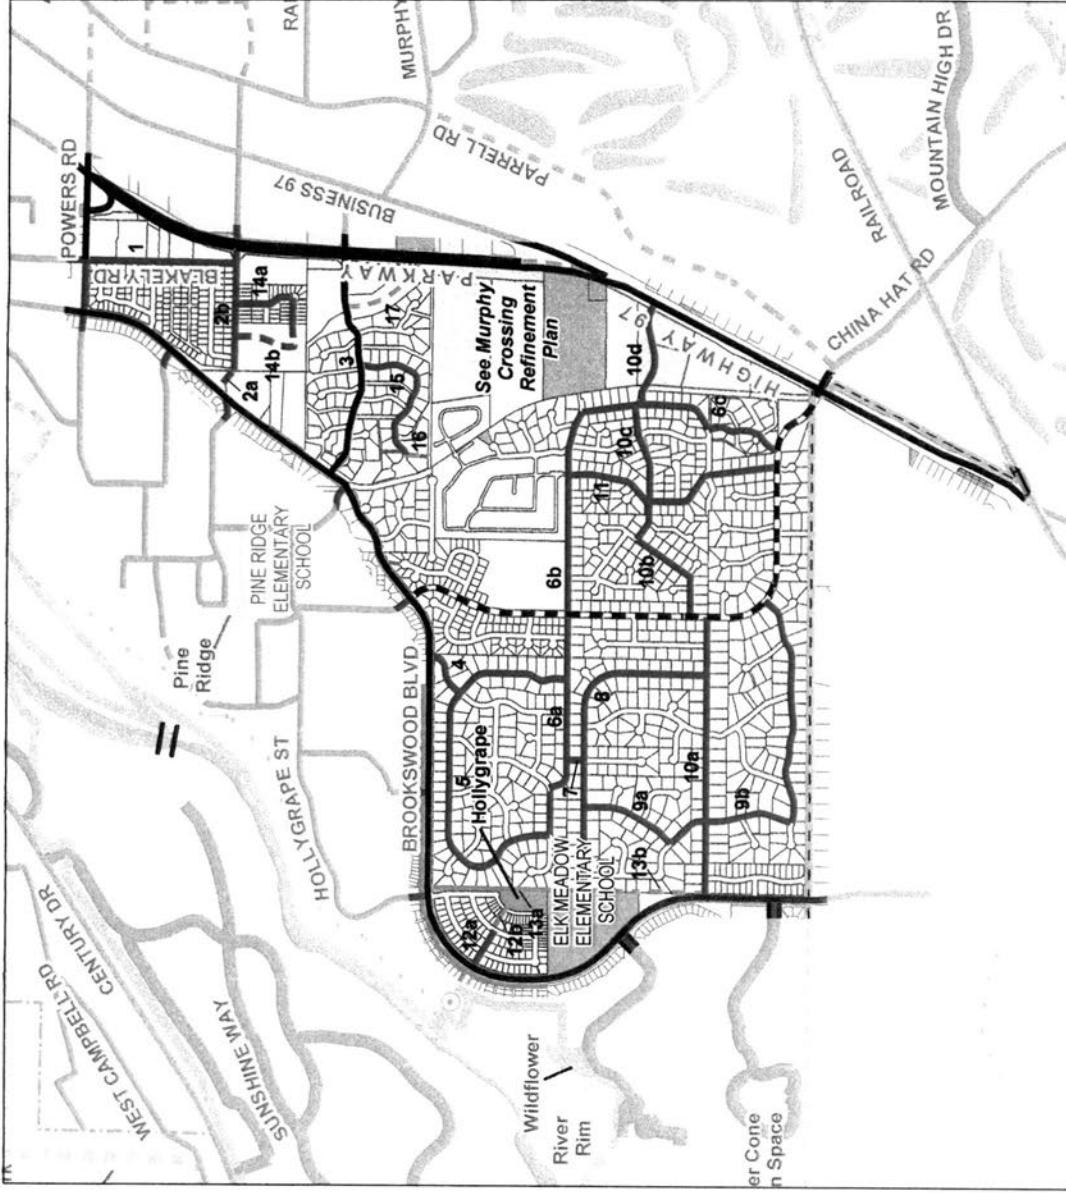 RA
MURPHY
POWERS RD
PARRELL RD
BUSINESS 97
MOUNTAIN HIGH DR
RAILROAD
CHINA HAT RD
1
BLAKELY RD
PARKWAY
2b
14a
14b
2a
3
17
15
16
See Murphy
Crossing
Refinement
Plan
HIGHWAY 97
10d
6c
10c
11
10b
6b
PINE RIDGE
ELEMENTARY
SCHOOL
Pine
Ridge
HOLLYGRAPE ST
BROOKSWOOD BLVD
4
5
6a
8
7
9a
10a
9b
Hollygrape
12a
12b
13a
13b
ELK MEADOW
ELEMENTARY
SCHOOL
CENTURY DR
WEST CAMPBELL RD
SUNSHINE WAY
Wildflower
River
Rim
er Cone
n Space